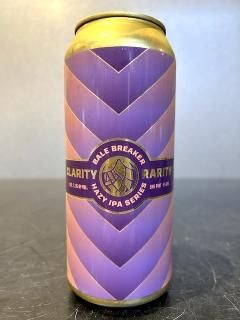 BALE BREAKER
CLARITY
RARITY
HAZY IPA SERIES